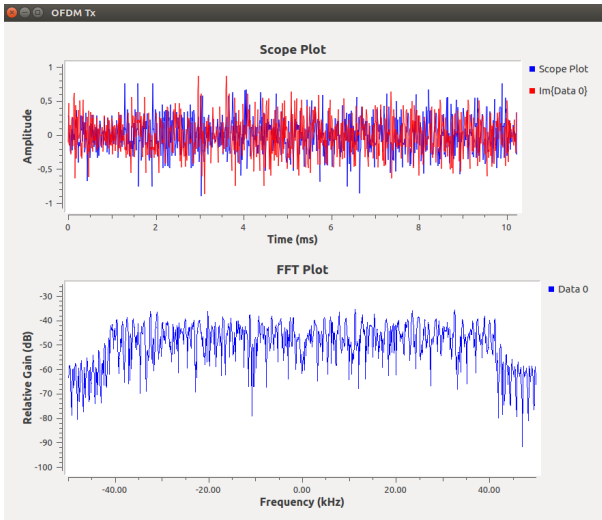 OFDM Tx
Scope Plot
1
0,5
0
-0,5
-1
Amplitude
0
2
4
6
8
10
Time (ms)
Scope Plot
Im{Data 0}
FFT Plot
-30
-40
-50
-60
-70
-80
-90
-100
Relative Gain (dB)
-40.00
-20.00
0.00
20.00
40.00
Frequency (kHz)
Data 0